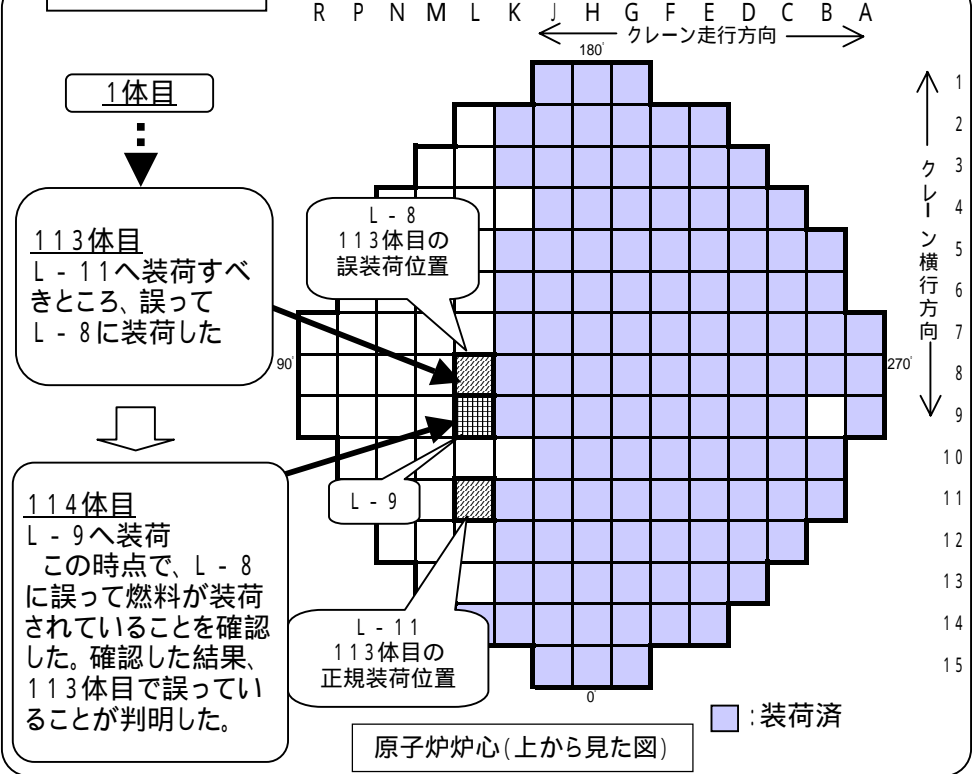 R P N M L K J H G F E D C B A
クレーン走行方向
180°
1体目
113体目
L - 11へ装荷すべ
きところ、誤って
L - 8に装荷した
114体目
L - 9へ装荷
この時点で、L - 8
に誤って燃料が装荷
されていることを確認
した。確認した結果、
113体目で誤ってい
ることが判明した。
L - 8
113体目の
誤装荷位置
90°
L - 9
L - 11
113体目の
正規装荷位置
0°
270°
クレーン横行方向
1
2
3
4
5
6
7
8
9
10
11
12
13
14
15
:装荷済
原子炉炉心(上から見た図)